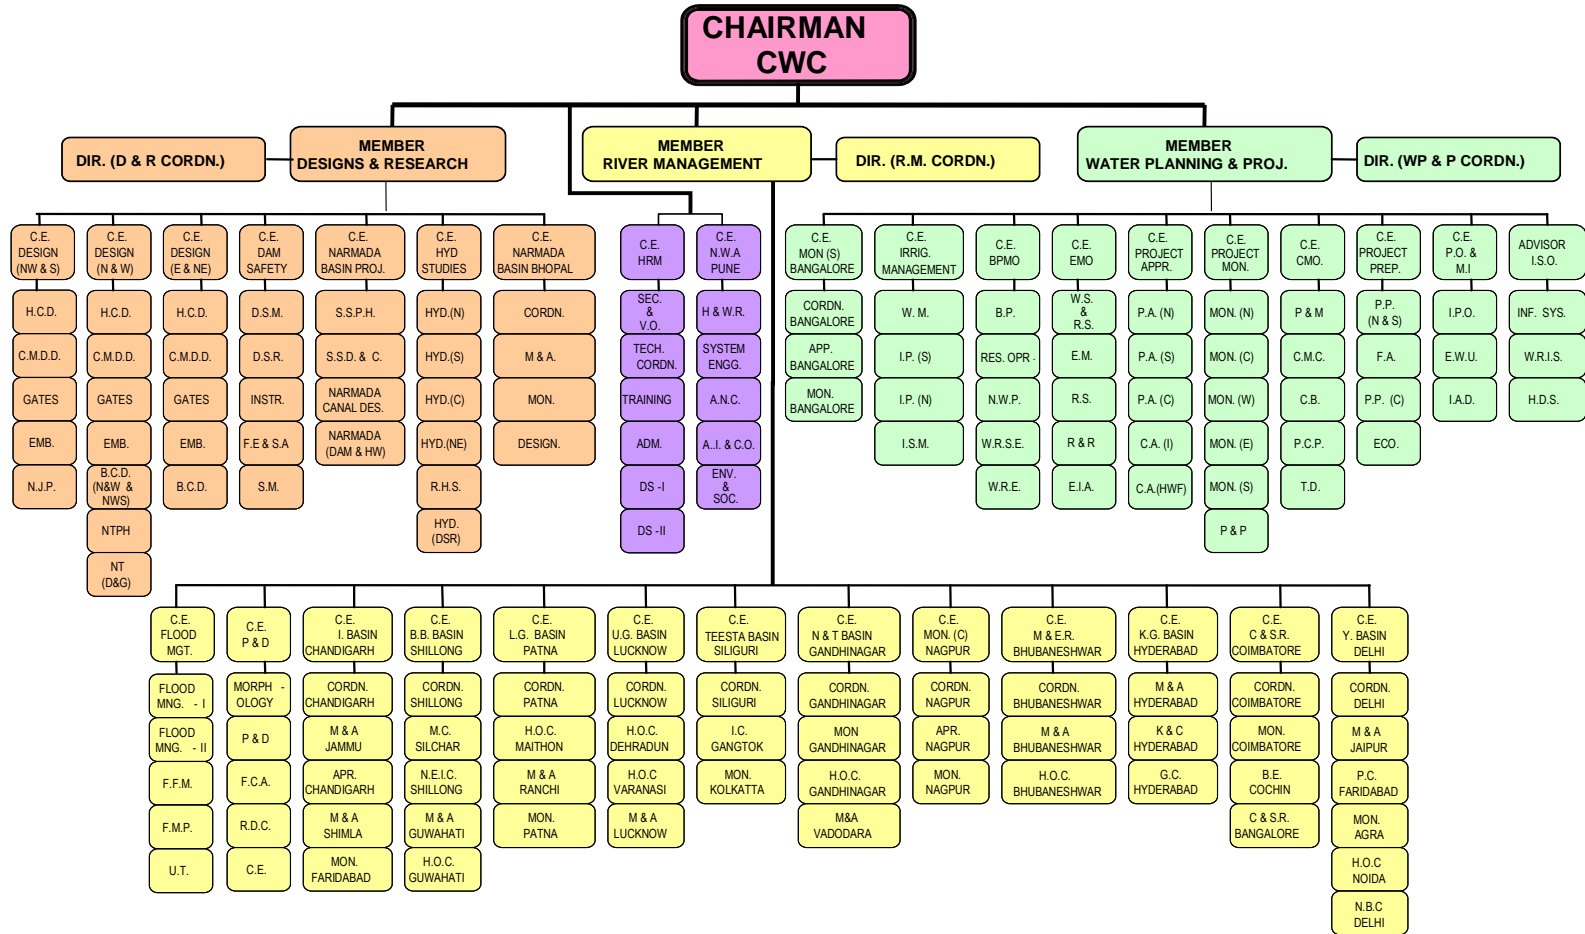 CHAIRMAN
CWC
DIR. (D & R CORDN.)
MEMBER
DESIGNS & RESEARCH
MEMBER
RIVER MANAGEMENT
DIR. (R.M. CORDN.)
MEMBER
WATER PLANNING & PROJ.
DIR. (WP & P CORDN.)
C.E.
DESIGN
(NW & S)
H.C.D.
C.M.D.D.
GATES
EMB.
N.J.P.
C.E.
DESIGN
(N & W)
H.C.D.
C.M.D.D.
GATES
EMB.
B.C.D.
(N&W &
NWS)
NTPH
NT
(D&G)
C.E.
DESIGN
(E & NE)
H.C.D.
C.M.D.D.
GATES
EMB.
B.C.D.
C.E.
DAM
SAFETY
D.S.M.
D.S.R.
INSTR.
F.E & S.A
S.M.
C.E.
NARMADA
BASIN PROJ.
S.S.P.H.
S.S.D. & C.
NARMADA
CANAL DES.
NARMADA
(DAM & HW)
C.E.
HYD
STUDIES
HYD.(N)
HYD.(S)
HYD.(C)
HYD.(NE)
R.H.S.
HYD.
(DSR)
C.E.
NARMADA
BASIN BHOPAL
CORDN.
M & A.
MON.
DESIGN.
C.E.
HRM
SEC.
&
V.O.
TECH.
CORDN.
TRAINING
ADM.
DS -I
DS -II
C.E.
N.W.A
PUNE
H & W.R.
SYSTEM
ENGG.
A.N.C.
A..I. & C.O.
ENV.
&
SOC.
C.E.
MON (S)
BANGALORE
CORDN.
BANGALORE
APP.
BANGALORE
MON.
BANGALORE
C.E.
IRRIG.
MANAGEMENT
W. M.
I.P. (S)
I.P. (N)
I.S.M.
C.E.
BPMO
B.P.
RES. OPR -
N.W.P.
W.R.S.E.
W.R.E.
C.E.
EMO
W.S.
&
R.S.
E.M.
R.S.
R & R
E.I.A.
C.E.
PROJECT
APPR.
P.A. (N)
P.A. (S)
P.A. (C)
C.A. (I)
C.A.(HWF)
C.E.
PROJECT
MON.
MON. (N)
MON. (C)
MON. (W)
MON. (E)
MON. (S)
P & P
C.E.
CMO.
P & M
C.M.C.
C.B.
P.C.P.
T.D.
C.E.
PROJECT
PREP.
P.P.
(N & S)
F.A.
P.P. (C)
ECO.
C.E.
P.O. &
M.I
I.P.O.
E.W.U.
I.A.D.
ADVISOR
I.S.O.
INF. SYS.
W.R.I.S.
H.D.S.
C.E.
FLOOD
MGT.
FLOOD
MNG. - I
FLOOD
MNG. - II
F.F.M.
F.M.P.
U.T.
C.E.
P & D
MORPH -
OLOGY
P & D
F.C.A.
R.D.C.
C.E.
C.E.
I. BASIN
CHANDIGARH
CORDN.
CHANDIGARH
M & A
JAMMU
APR.
CHANDIGARH
M & A
SHIMLA
MON.
FARIDABAD
C.E.
B.B. BASIN
SHILLONG
CORDN.
SHILLONG
M.C.
SILCHAR
N.E.I.C.
SHILLONG
M & A
GUWAHATI
H.O.C.
GUWAHATI
C.E.
L.G. BASIN
PATNA
CORDN.
PATNA
H.O.C.
MAITHON
M & A
RANCHI
MON.
PATNA
C.E.
U.G. BASIN
LUCKNOW
CORDN.
LUCKNOW
H.O.C.
DEHRADUN
H.O.C
VARANASI
M & A
LUCKNOW
C.E.
TEESTA BASIN
SILIGURI
CORDN.
SILIGURI
I.C.
GANGTOK
MON.
KOLKATTA
C.E.
N & T BASIN
GANDHINAGAR
CORDN.
GANDHINAGAR
MON
GANDHINAGAR
H.O.C.
GANDHINAGAR
M&A
VADODARA
C.E.
MON. (C)
NAGPUR
CORDN.
NAGPUR
APR.
NAGPUR
MON.
NAGPUR
C.E.
M & E.R.
BHUBANESHWAR
CORDN.
BHUBANESHWAR
M & A
BHUBANESHWAR
H.O.C.
BHUBANESHWAR
C.E.
K.G. BASIN
HYDERABAD
M & A
HYDERABAD
K & C
HYDERABAD
G.C.
HYDERABAD
C.E.
C & S.R.
COIMBATORE
CORDN.
COIMBATORE
MON.
COIMBATORE
B.E.
COCHIN
C & S.R.
BANGALORE
C.E.
Y. BASIN
DELHI
CORDN.
DELHI
M & A
JAIPUR
P.C.
FARIDABAD
MON.
AGRA
H.O.C
NOIDA
N.B.C
DELHI